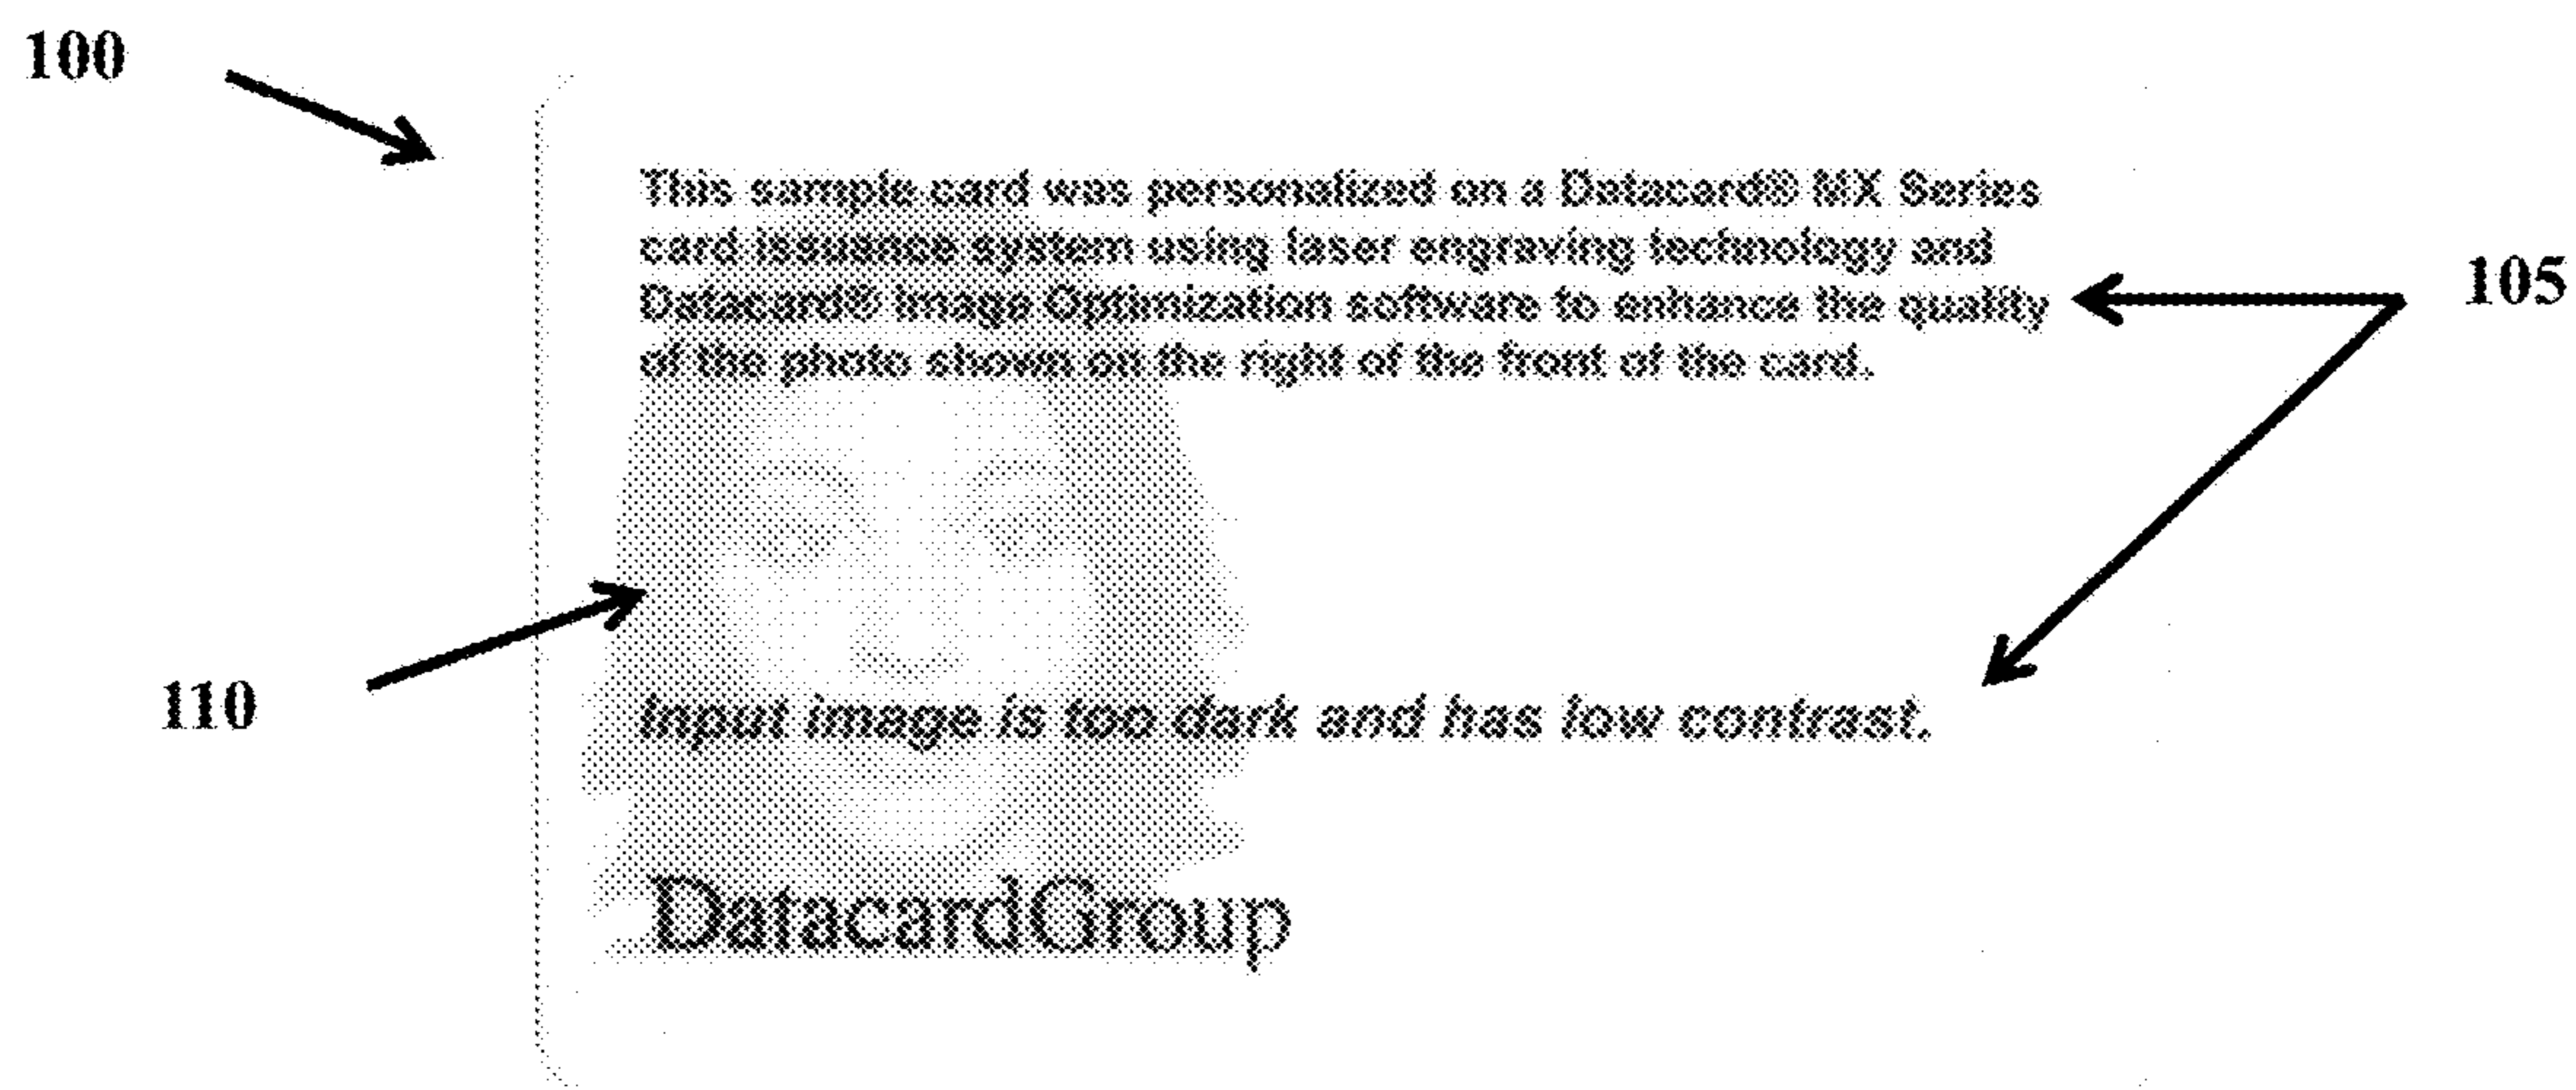 100
This sample card was personalized on a Datacard® MX Series
card issuance system using laser engraving technology and
Datacard® Image Optimization software to enhance the quality
of the photo shown on the right of the front of the card.
105
110
Input image is too dark and has low contrast.
DatacardGroup